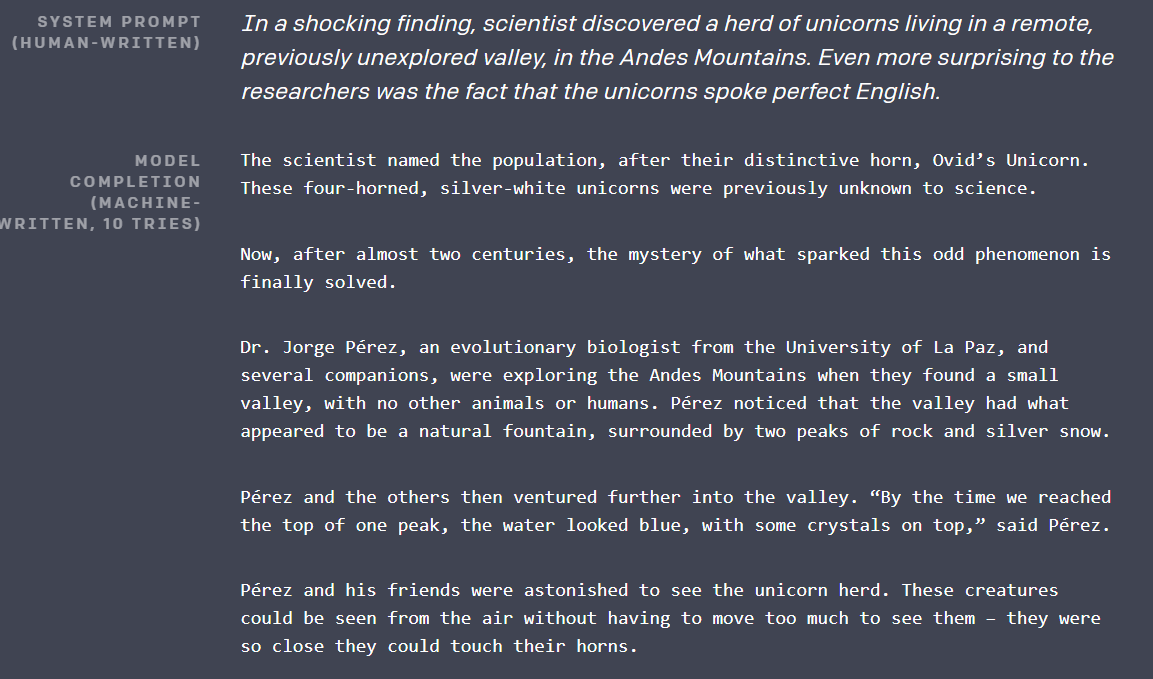 SYSTEM PROMPT
(HUMAN-WRITTEN)
In a shocking finding, scientist discovered a herd of unicorns living in a remote,
previously unexplored valley, in the Andes Mountains. Even more surprising to the
researchers was the fact that the unicorns spoke perfect English.
MODEL
COMPLETION
(MACHINE-
WRITTEN, 10 TRIES)
The scientist named the population, after their distinctive horn, Ovid’s Unicorn.
These four-horned, silver-white unicorns were previously unknown to science.
Now, after almost two centuries, the mystery of what sparked this odd phenomenon is
finally solved.
Dr. Jorge Pérez, an evolutionary biologist from the University of La Paz, and
several companions, were exploring the Andes Mountains when they found a small
valley, with no other animals or humans. Pérez noticed that the valley had what
appeared to be a natural fountain, surrounded by two peaks of rock and silver snow.
Pérez and the others then ventured further into the valley. “By the time we reached
the top of one peak, the water looked blue, with some crystals on top,” said Pérez.
Pérez and his friends were astonished to see the unicorn herd. These creatures
could be seen from the air without having to move too much to see them – they were
so close they could touch their horns.